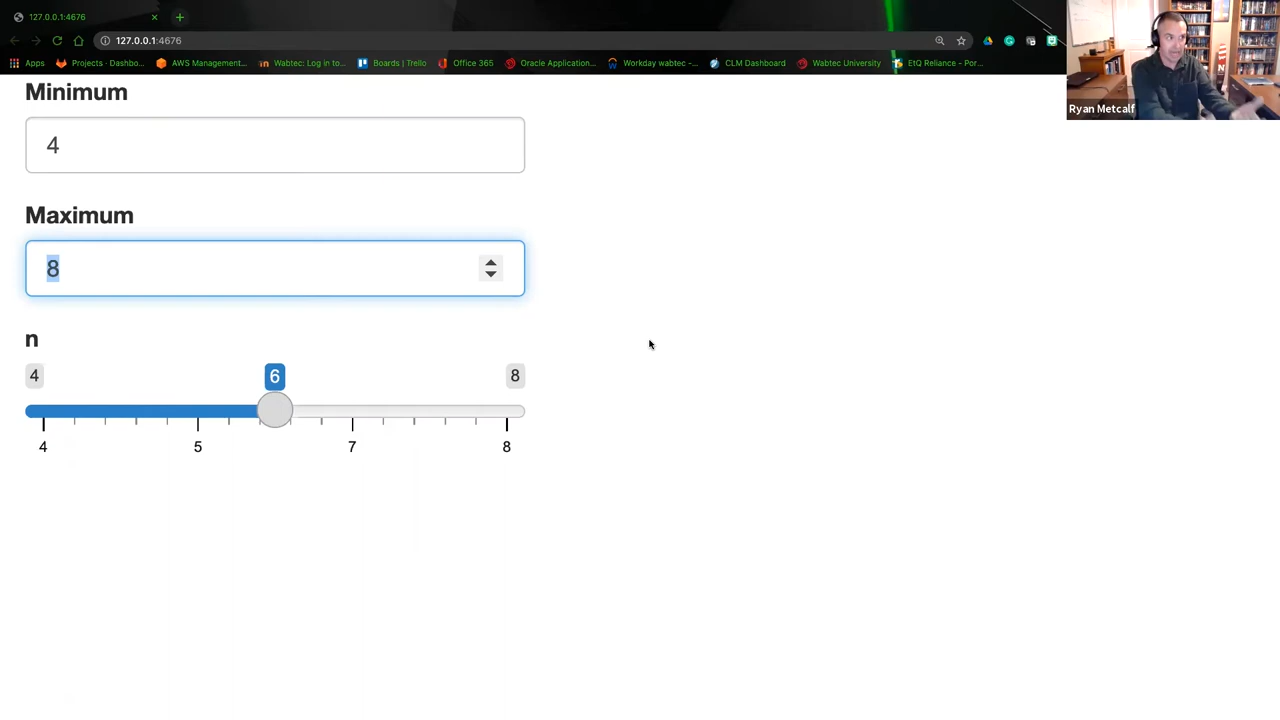 127.0.0.1:4676
127.0.0.1:4676
Apps Projects · Dashbo... AWS Management... Wabtec: Log in to... Boards | Trello Office 365 Oracle Application... Workday wabtec -... CLM Dashboard Wabtec University EtQ Reliance - Por...
Ryan Metcalf
Minimum
4
Maximum
8
n
4 6 8
4 5 7 8